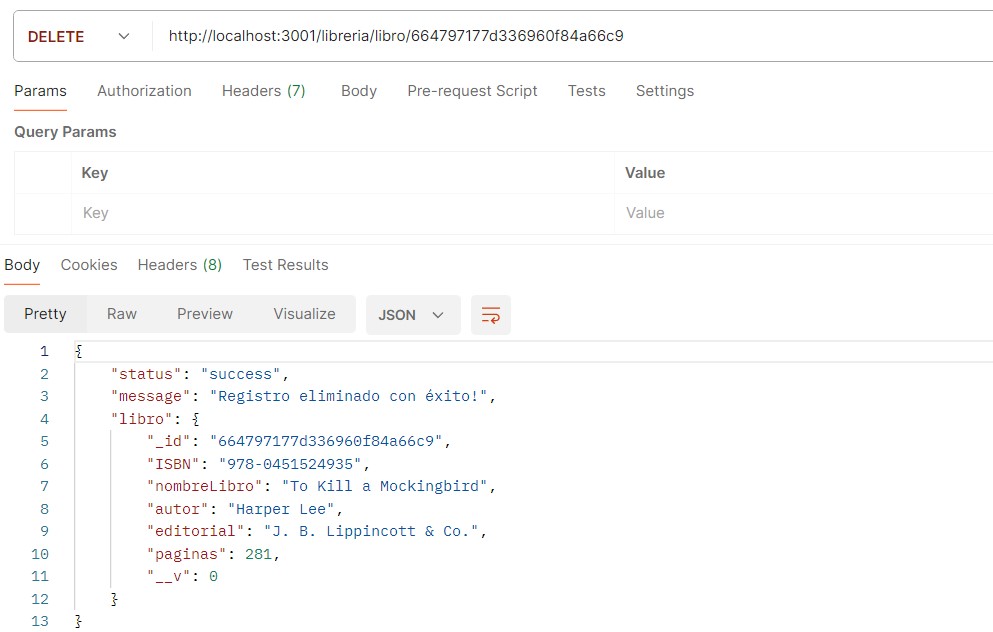 DELETE http://localhost:3001/libreria/libro/664797177d336960f84a66c9
Params Authorization Headers (7) Body Pre-request Script Tests Settings
Query Params
Key Value
Key Value
Body Cookies Headers (8) Test Results
Pretty Raw Preview Visualize JSON
1 {
2 "status": "success",
3 "message": "Registro eliminado con éxito!",
4 "libro": {
5 "_id": "664797177d336960f84a66c9",
6 "ISBN": "978-0451524935",
7 "nombreLibro": "To Kill a Mockingbird",
8 "autor": "Harper Lee",
9 "editorial": "J. B. Lippincott & Co.",
10 "paginas": 281,
11 "__v": 0
12 }
13 }